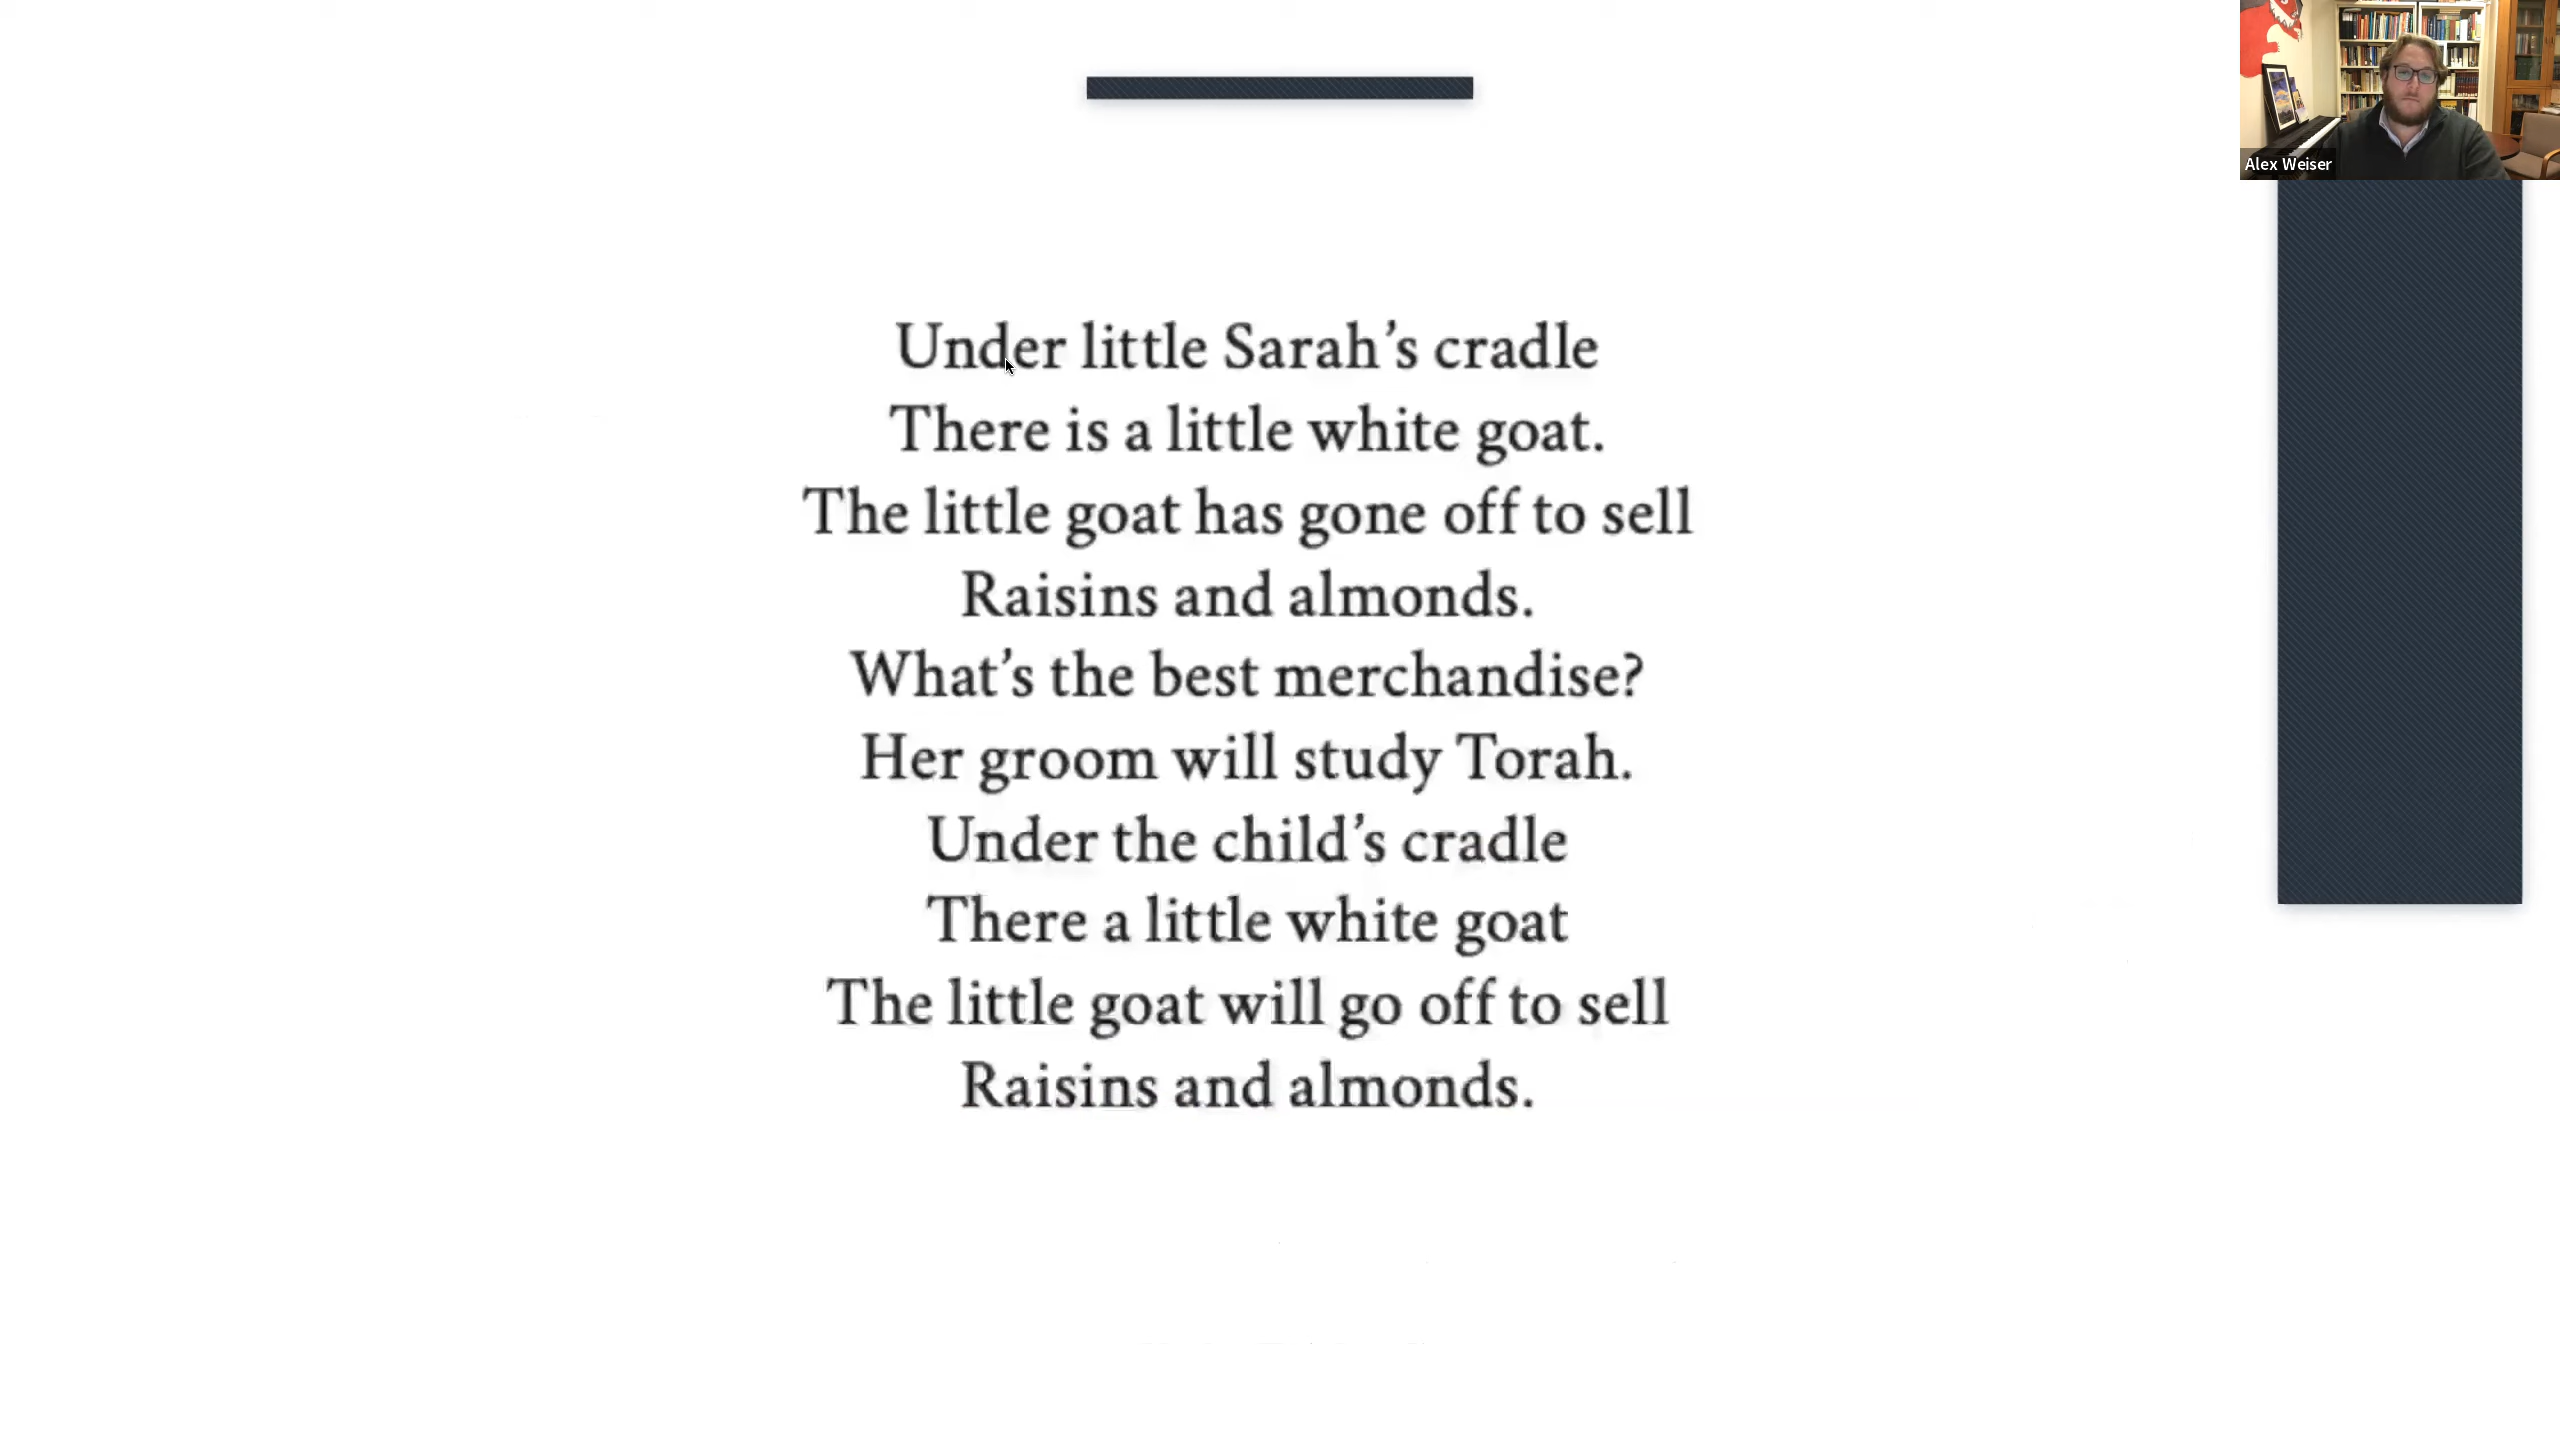 Alex Weiser
Under little Sarah’s cradle
There is a little white goat.
The little goat has gone off to sell
Raisins and almonds.
What’s the best merchandise?
Her groom will study Torah.
Under the child’s cradle
There a little white goat
The little goat will go off to sell
Raisins and almonds.